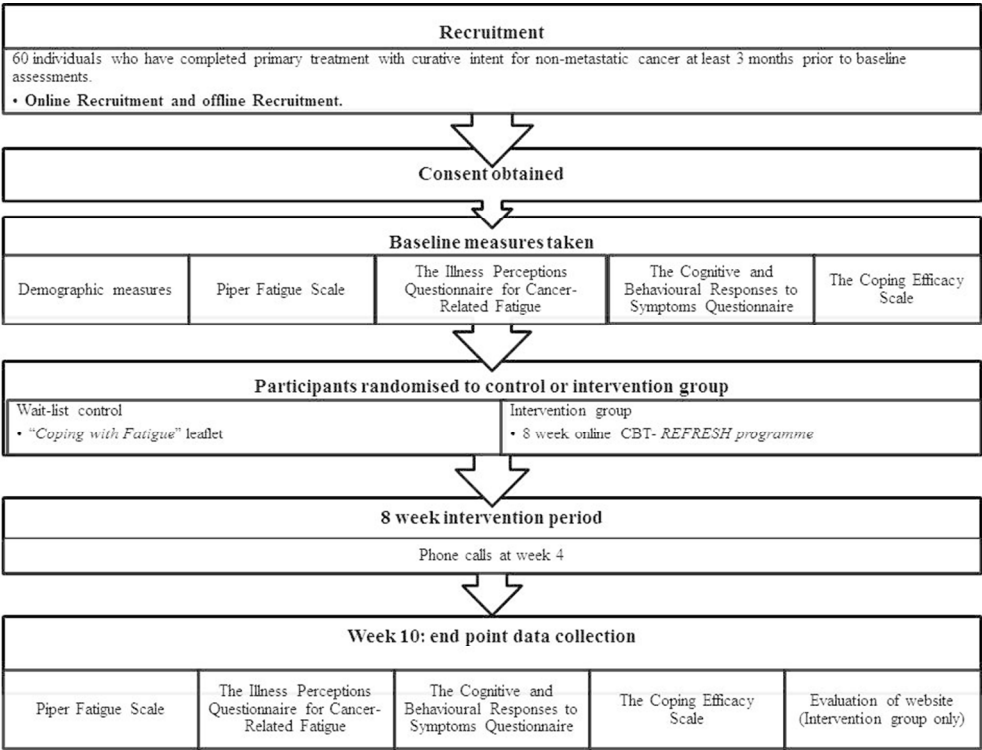 Recruitment
60 individuals who have completed primary treatment with curative intent for non-metastatic cancer at least 3 months prior to baseline
assessments.
• Online Recruitment and offline Recruitment.
Consent obtained
Baseline measures taken
Demographic measures
Piper Fatigue Scale
The Illness Perceptions
Questionnaire for Cancer-
Related Fatigue
The Cognitive and
Behavioural Responses to
Symptoms Questionnaire
The Coping Efficacy
Scale
Participants randomised to control or intervention group
Wait-list control
• “Coping with Fatigue” leaflet
Intervention group
• 8 week online CBT- REFRESH programme
8 week intervention period
Phone calls at week 4
Week 10: end point data collection
Piper Fatigue Scale
The Illness Perceptions
Questionnaire for Cancer-
Related Fatigue
The Cognitive and
Behavioural Responses to
Symptoms Questionnaire
The Coping Efficacy
Scale
Evaluation of website
(Intervention group only)